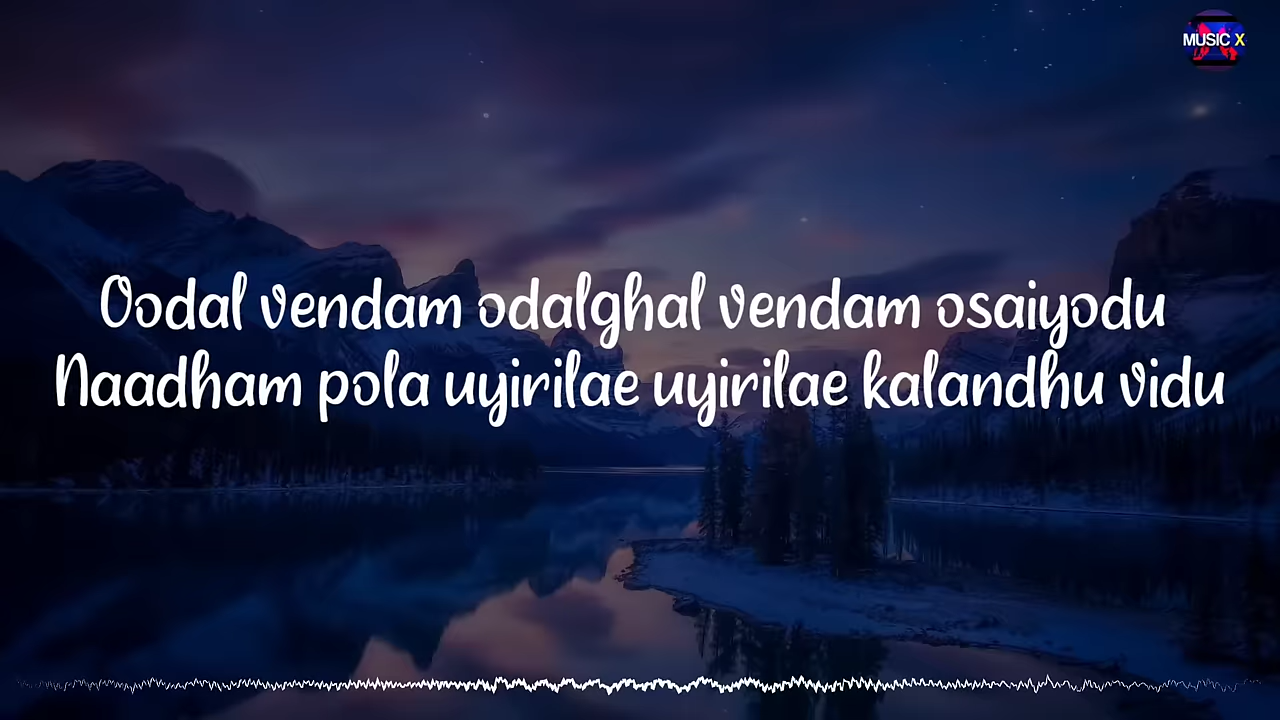 MUSIC X
Oodal vendam odalghal vendam osaiyodu
Naadham pola uyirilae uyirilae kalandhu vidu